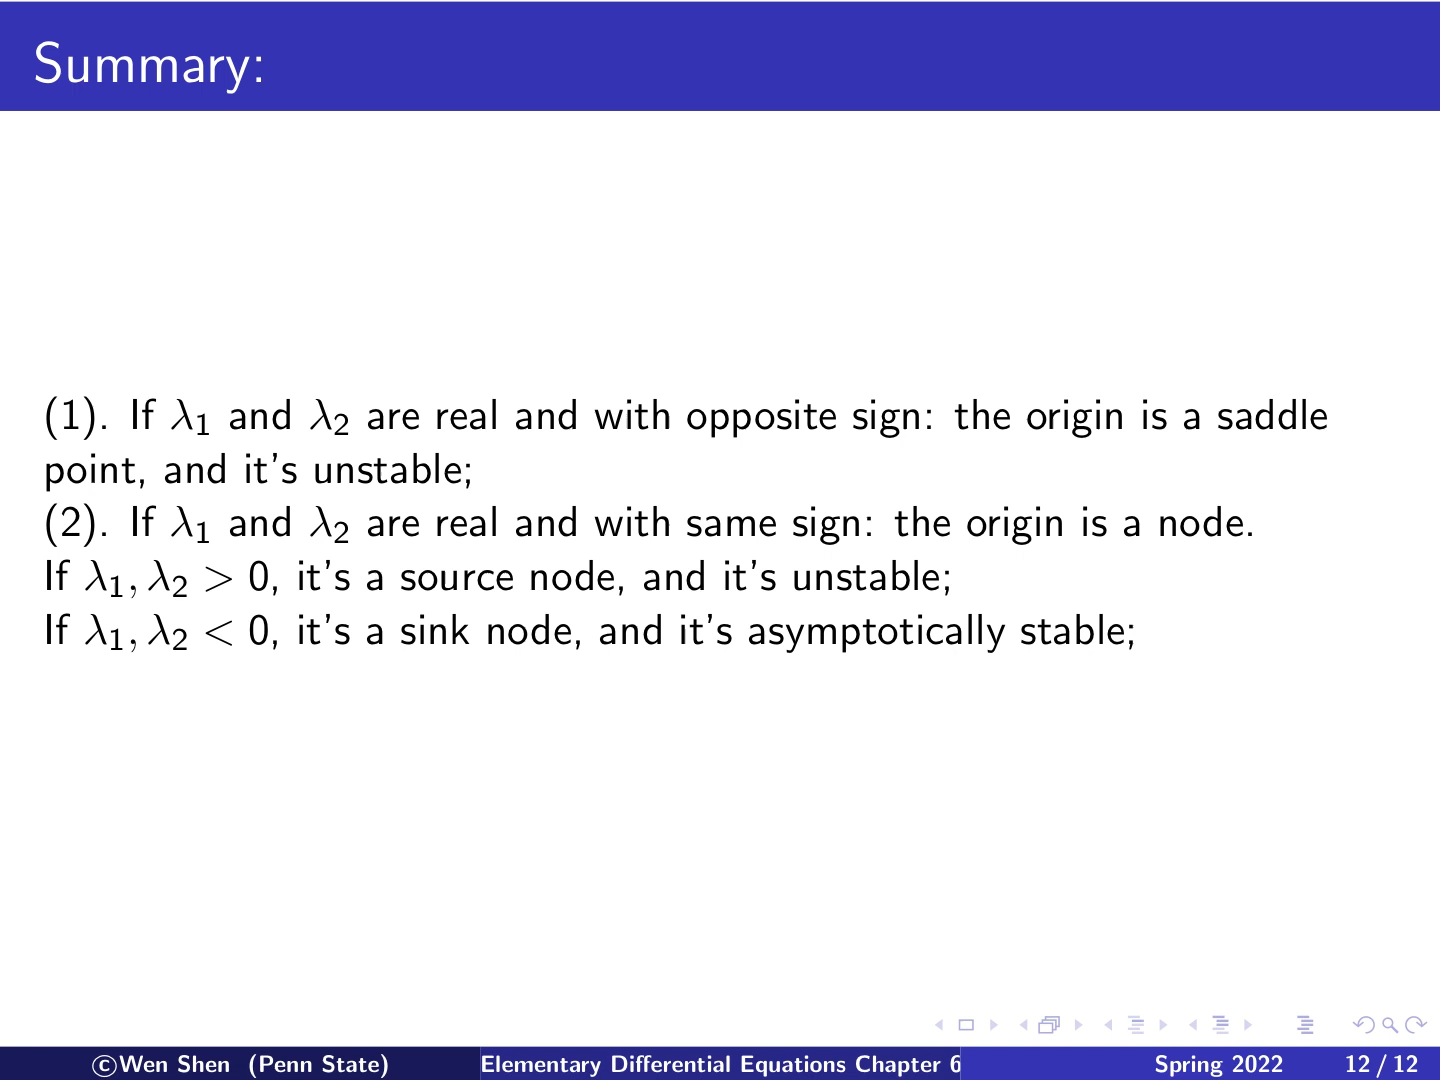 Summary:
(1). If λ₁ and λ₂ are real and with opposite sign: the origin is a saddle
point, and it's unstable;
(2). If λ₁ and λ₂ are real and with same sign: the origin is a node.
If λ₁, λ₂ > 0, it's a source node, and it's unstable;
If λ₁, λ₂ < 0, it's a sink node, and it's asymptotically stable;
©Wen Shen (Penn State) Elementary Differential Equations Chapter 6 Spring 2022 12 / 12